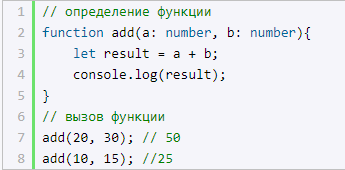 1 // определение функции
2 function add(a: number, b: number){
3     let result = a + b;
4     console.log(result);
5 }
6 // вызов функции
7 add(20, 30); // 50
8 add(10, 15); //25